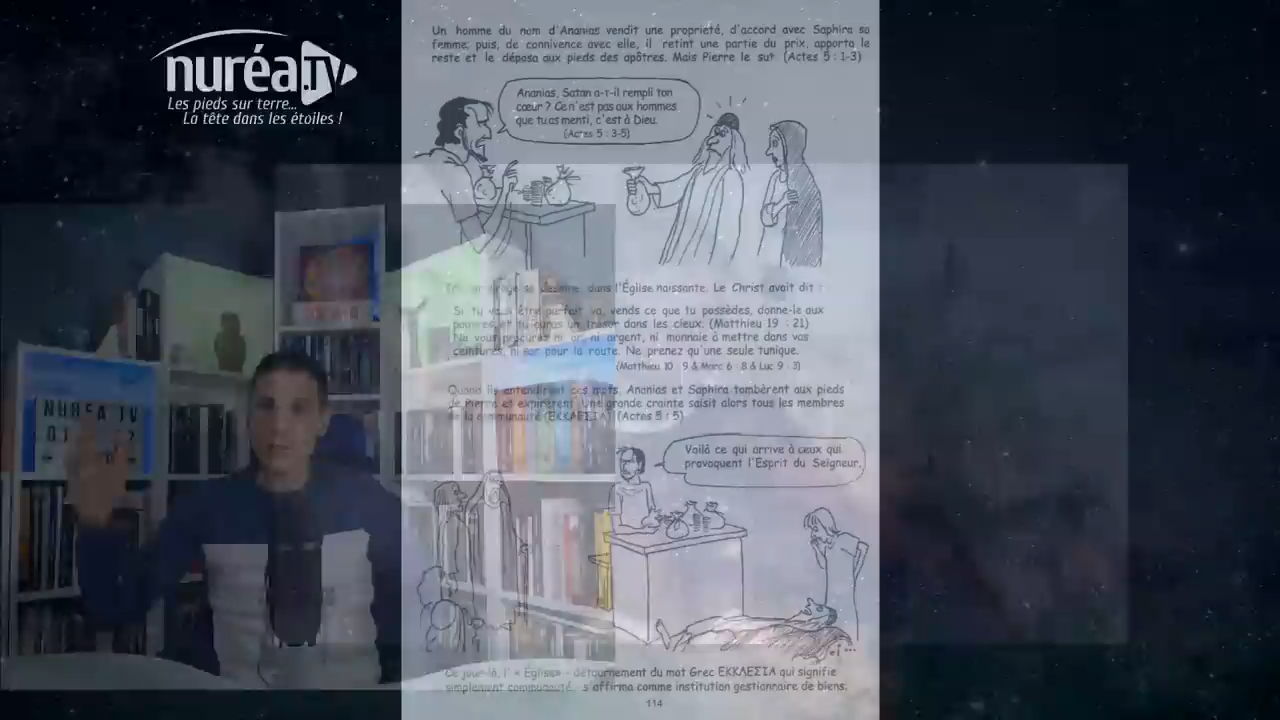 nuréa TV
Les pieds sur terre...
La tête dans les étoiles !
Un homme du nom d'Ananias vendit une propriété, d'accord avec Saphira sa
femme; puis, de connivence avec elle, il retint une partie du prix, apporta le
reste et le déposa aux pieds des apôtres. Mais Pierre le sut (Actes 5 : 1-3)
Ananias, Satan a-t-il rempli ton
cœur ? Ce n'est pas aux hommes
que tu as menti, c'est à Dieu.
(Actes 5 : 3-5)
dans l'Église naissante. Le Christ avait dit :
Si tu veux être parfait va, vends ce que tu possèdes, donne-le aux
pauvres, et tu auras un trésor dans les cieux. (Matthieu 19 : 21)
Ne vous procurez ni or, ni argent, ni monnaie à mettre dans vos
ceintures, ni sac pour la route. Ne prenez qu'une seule tunique.
(Matthieu 10 : 9 & Marc 6 : 8 & Luc 9 : 3)
Quand ils entendirent ces mots, Ananias et Saphira tombèrent aux pieds
de Pierre et expirèrent. Une grande crainte saisit alors tous les membres
de la communauté (ΕΚΚΛΕΣΙΑ) (Actes 5 : 5)
NURÉA TV
Voilà ce qui arrive à ceux qui
provoquent l'Esprit du Seigneur.
Ce jour-là, l' « Église» - détournement du mot Grec ΕΚΚΛΕΣΙΑ qui signifie
simplement communauté, s'affirma comme institution gestionnaire de biens.
114